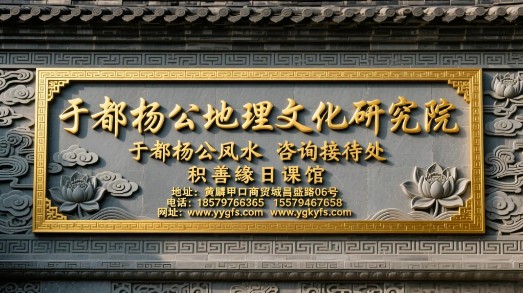 于都杨公地理文化研究院
于都杨公风水 咨询接待处
积善缘日课馆
地址：黄麟甲口商贸城昌盛路06号
电话：18579766365 15579467658
网址：www.yygfs.com www.ygkyfs.com